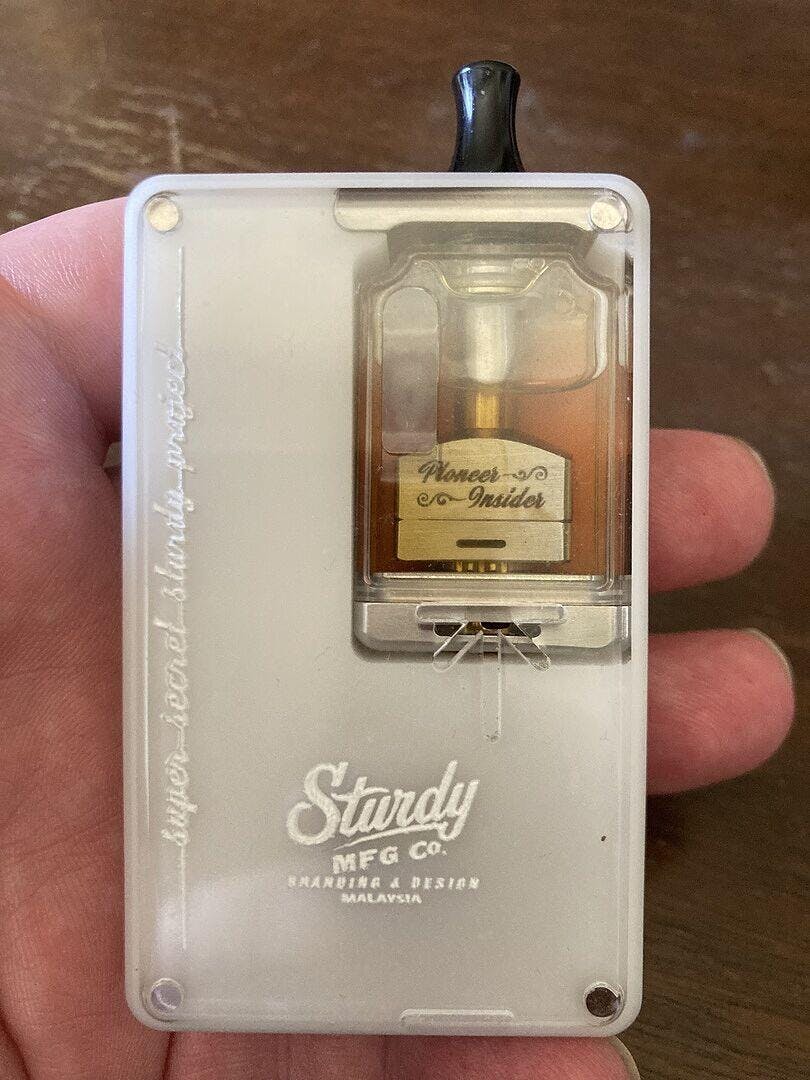 super secret sturdy project
Pioneer
Insider
Sturdy
MFG Co.
BRANDING & DESIGN
MALAYSIA